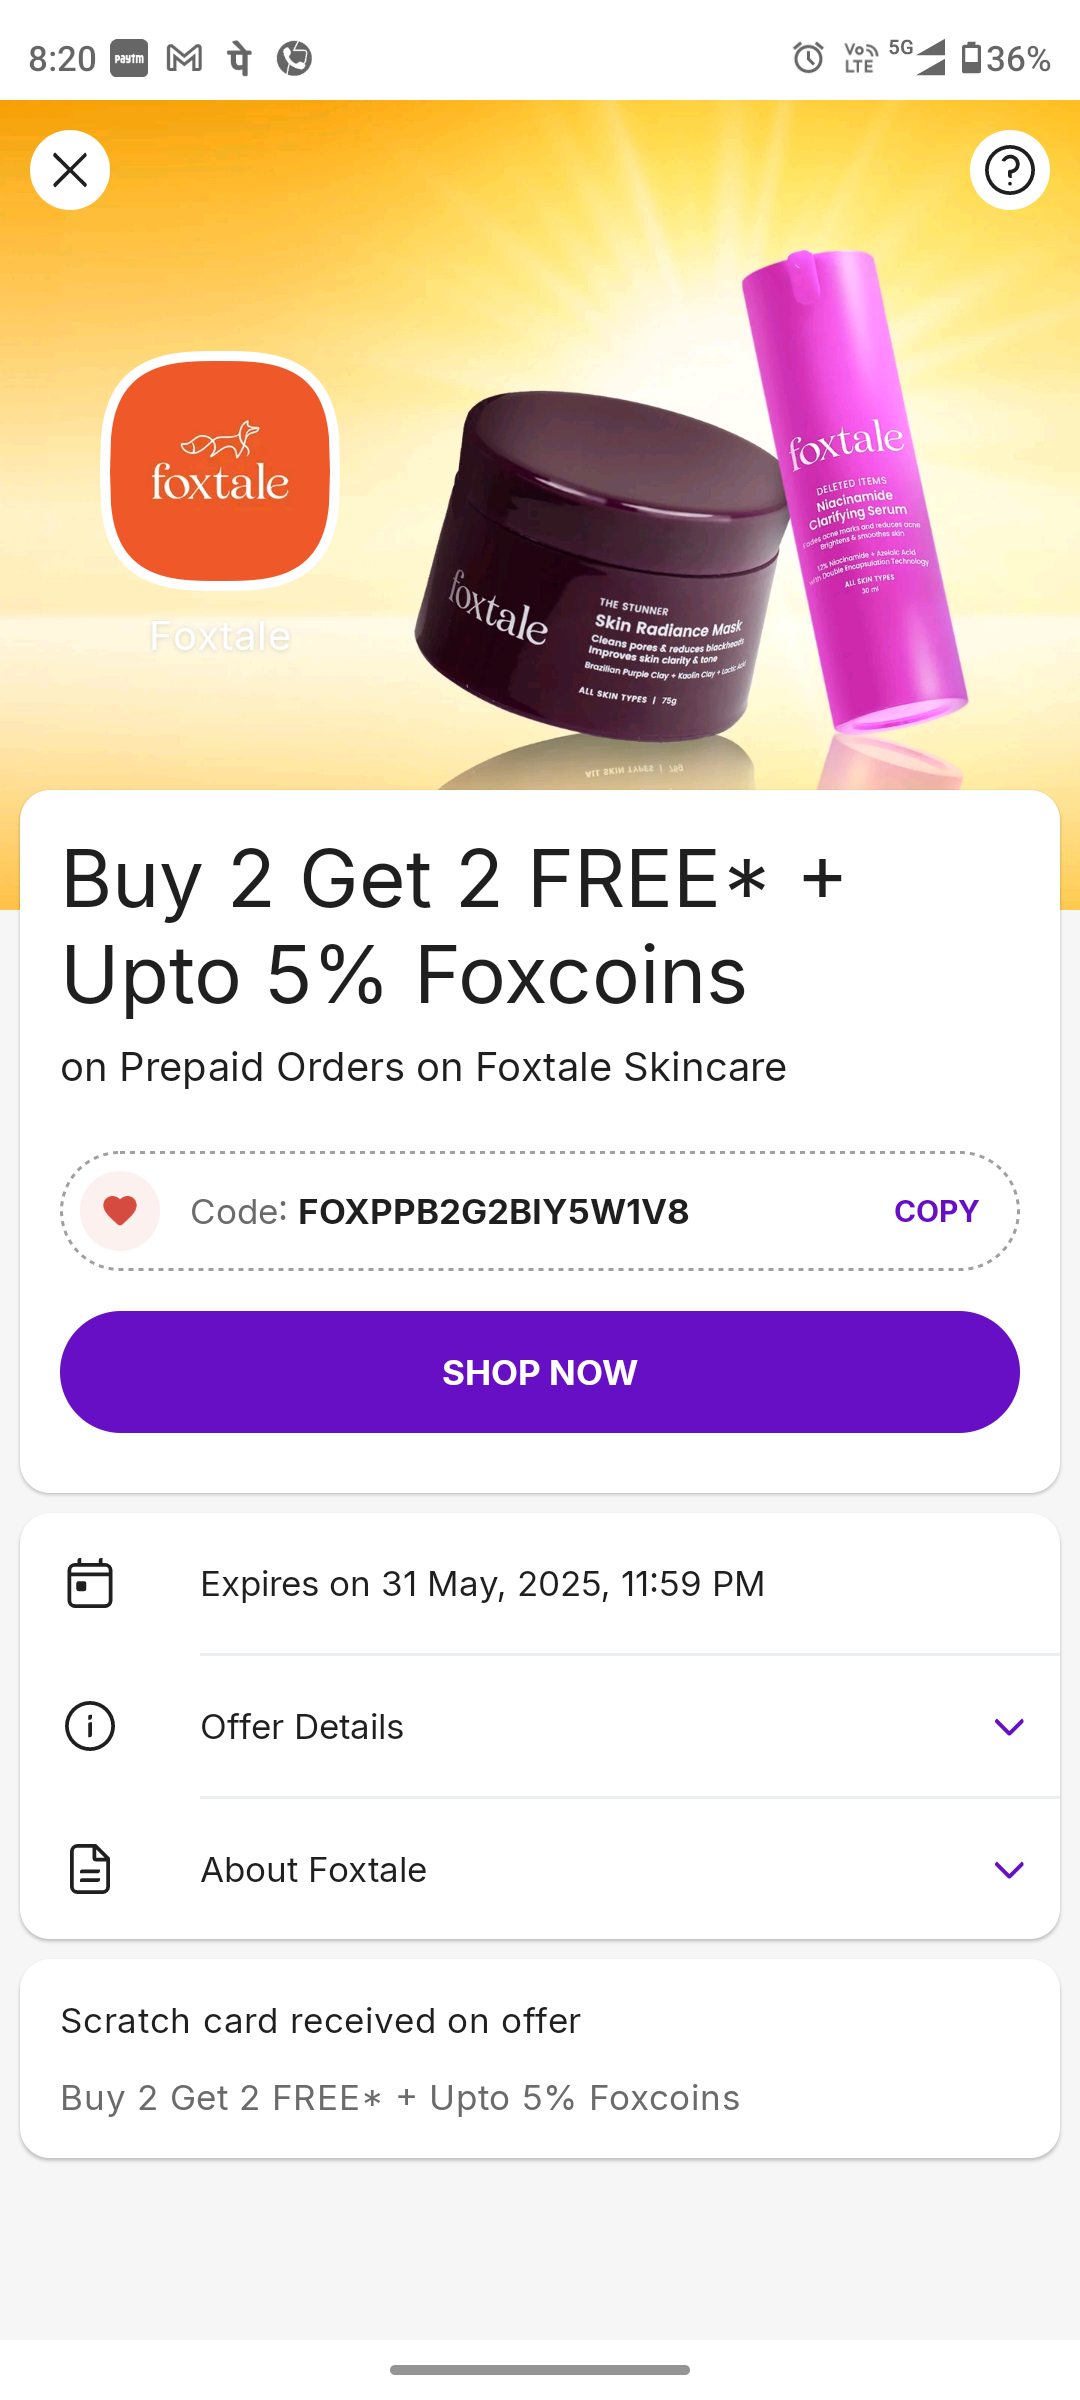 8:20 paytm पे Vo LTE 5G 36%
foxtale
Foxtale
foxtale
THE STUNNER
Skin Radiance Mask
Cleans pores & reduces blackheads
Improves skin clarity & tone
Brazilian Purple Clay + Kaolin Clay + Lactic Acid
ALL SKIN TYPES | 75g
foxtale
DELETED ITEMS
Niacinamide
Clarifying Serum
Fades acne marks and reduces acne
Brightens & smoothes skin
12% Niacinamide + Azelaic Acid
with Double Encapsulation Technology
ALL SKIN TYPES
30 ml
Buy 2 Get 2 FREE* +
Upto 5% Foxcoins
on Prepaid Orders on Foxtale Skincare
Code: FOXPPB2G2BIY5W1V8 COPY
SHOP NOW
Expires on 31 May, 2025, 11:59 PM
Offer Details
About Foxtale
Scratch card received on offer
Buy 2 Get 2 FREE* + Upto 5% Foxcoins